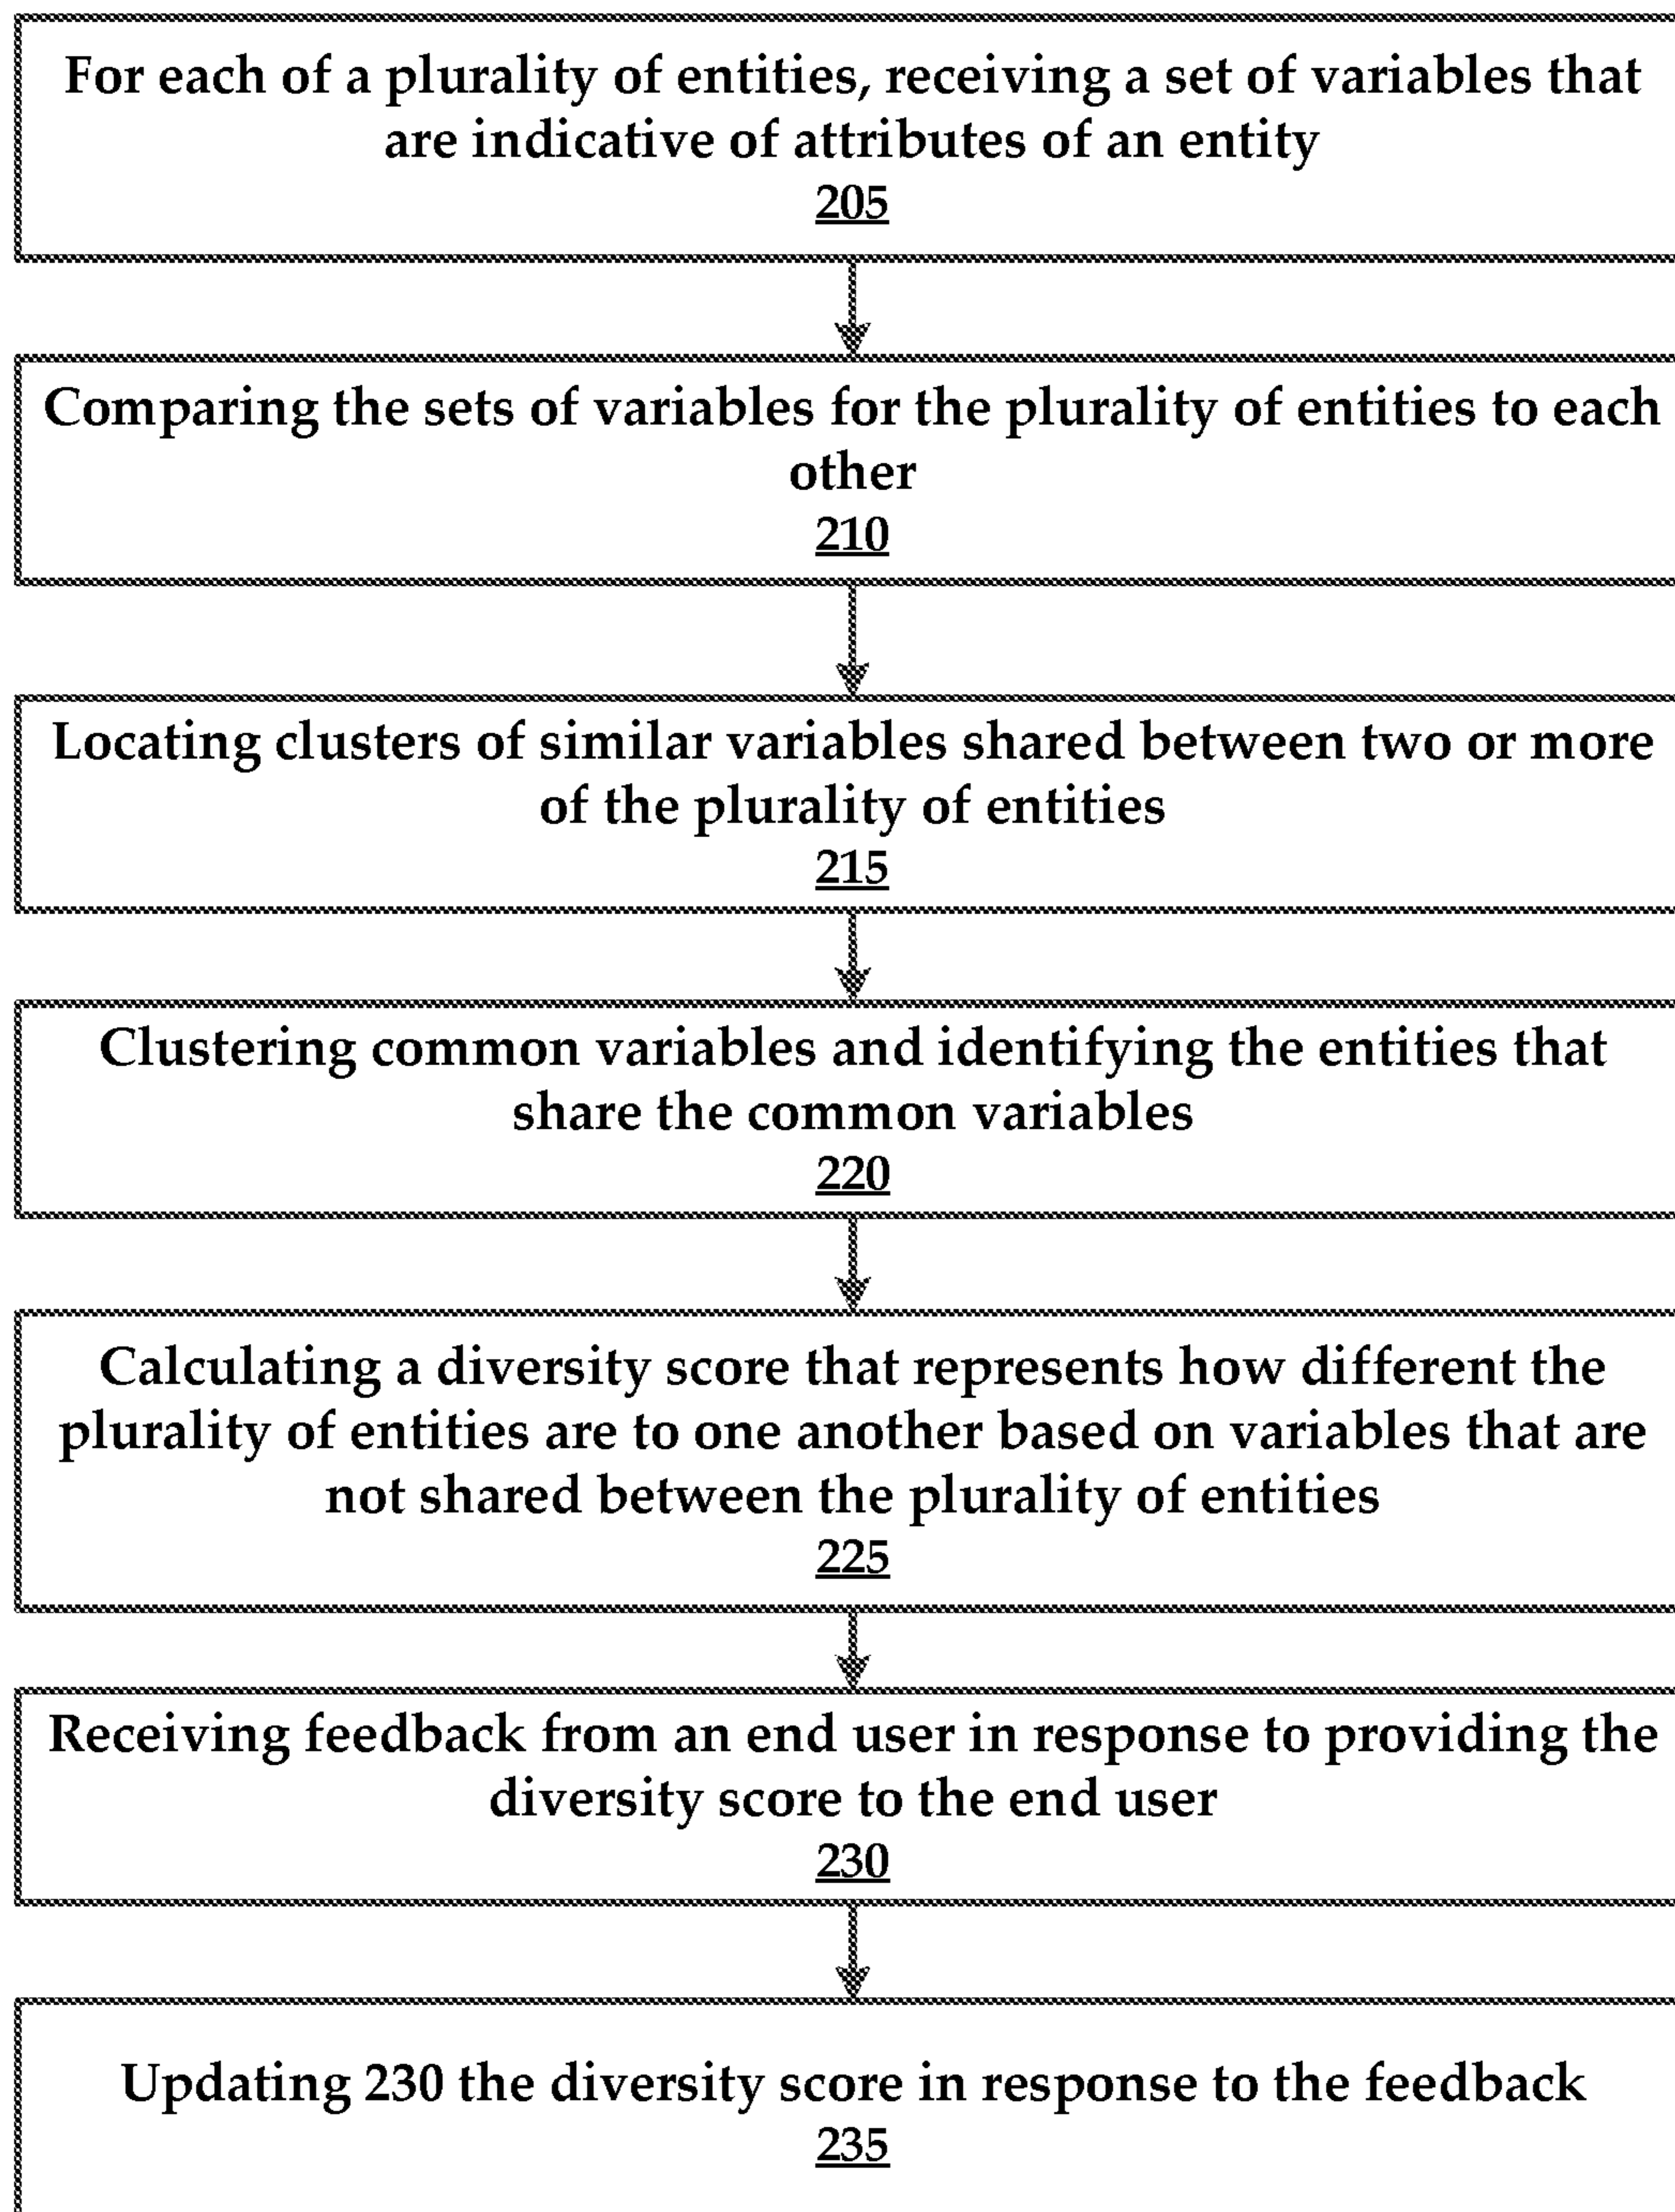 For each of a plurality of entities, receiving a set of variables that
are indicative of attributes of an entity
205
Comparing the sets of variables for the plurality of entities to each
other
210
Locating clusters of similar variables shared between two or more
of the plurality of entities
215
Clustering common variables and identifying the entities that
share the common variables
220
Calculating a diversity score that represents how different the
plurality of entities are to one another based on variables that are
not shared between the plurality of entities
225
Receiving feedback from an end user in response to providing the
diversity score to the end user
230
Updating 230 the diversity score in response to the feedback
235